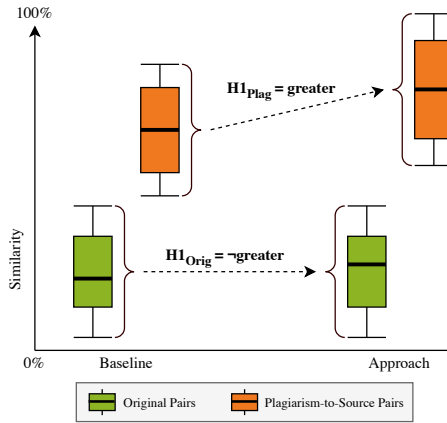 100%
H1Plag = greater
Similarity
H1Orig = ¬greater
0%
Baseline
Approach
Original Pairs
Plagiarism-to-Source Pairs